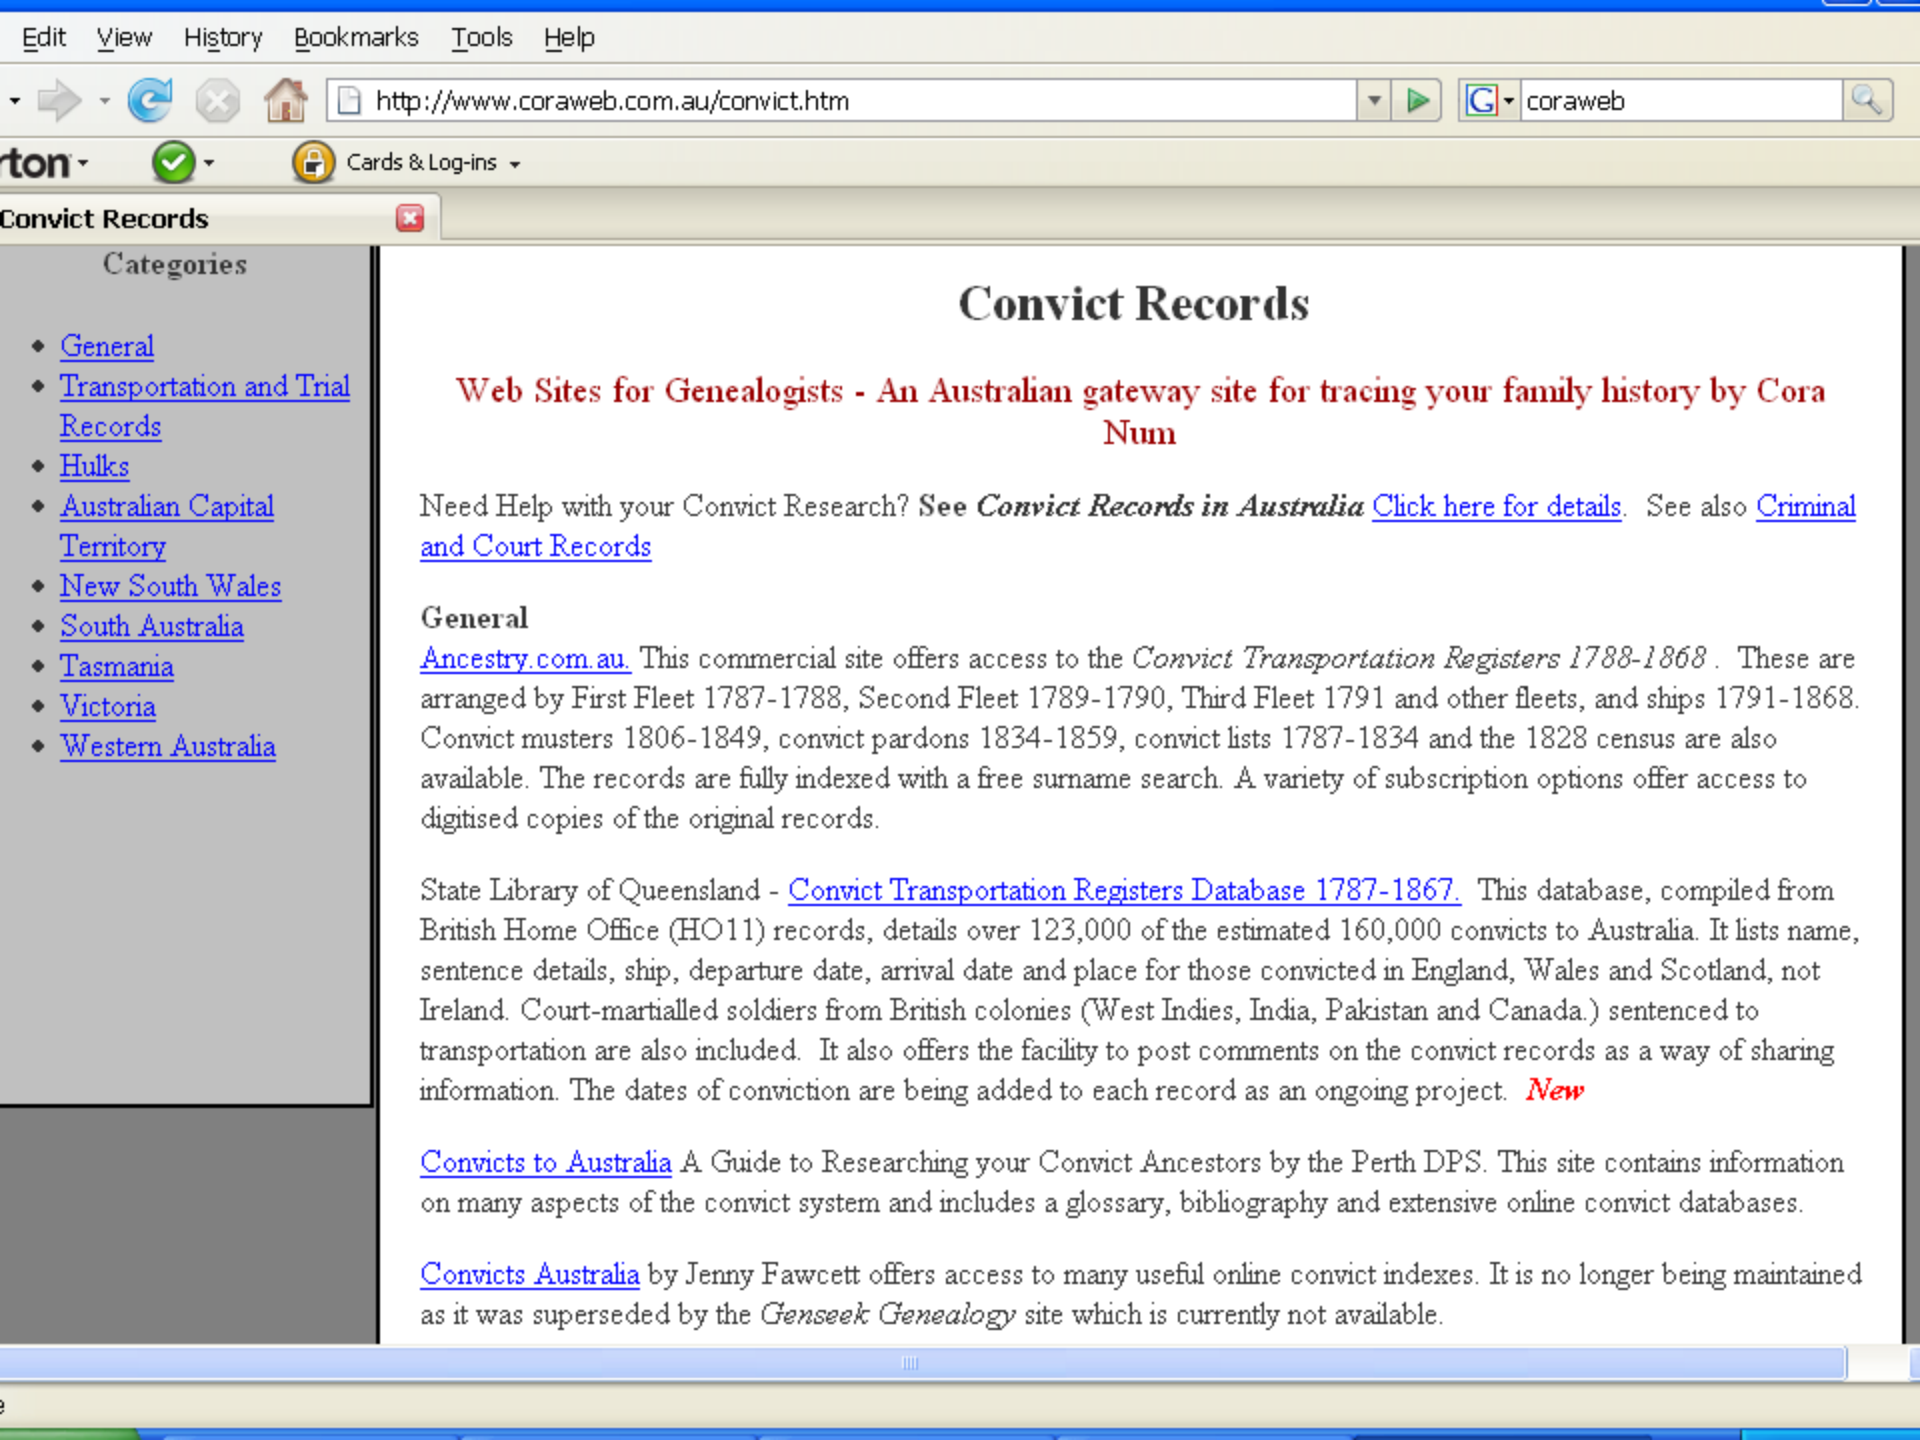 Edit View History Bookmarks Tools Help
http://www.coraweb.com.au/convict.htm
G coraweb
rton
Cards & Log-ins
Convict Records
Categories
General
Transportation and Trial
Records
Hulks
Australian Capital
Territory
New South Wales
South Australia
Tasmania
Victoria
Western Australia
Convict Records
Web Sites for Genealogists - An Australian gateway site for tracing your family history by Cora
Num
Need Help with your Convict Research? See Convict Records in Australia Click here for details. See also Criminal
and Court Records
General
Ancestry.com.au. This commercial site offers access to the Convict Transportation Registers 1788-1868 . These are
arranged by First Fleet 1787-1788, Second Fleet 1789-1790, Third Fleet 1791 and other fleets, and ships 1791-1868.
Convict musters 1806-1849, convict pardons 1834-1859, convict lists 1787-1834 and the 1828 census are also
available. The records are fully indexed with a free surname search. A variety of subscription options offer access to
digitised copies of the original records.
State Library of Queensland - Convict Transportation Registers Database 1787-1867. This database, compiled from
British Home Office (HO11) records, details over 123,000 of the estimated 160,000 convicts to Australia. It lists name,
sentence details, ship, departure date, arrival date and place for those convicted in England, Wales and Scotland, not
Ireland. Court-martialled soldiers from British colonies (West Indies, India, Pakistan and Canada.) sentenced to
transportation are also included. It also offers the facility to post comments on the convict records as a way of sharing
information. The dates of conviction are being added to each record as an ongoing project. New
Convicts to Australia A Guide to Researching your Convict Ancestors by the Perth DPS. This site contains information
on many aspects of the convict system and includes a glossary, bibliography and extensive online convict databases.
Convicts Australia by Jenny Fawcett offers access to many useful online convict indexes. It is no longer being maintained
as it was superseded by the Genseek Genealogy site which is currently not available.
e